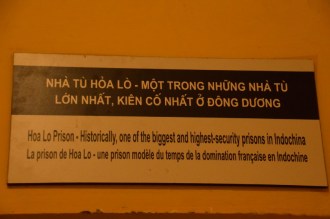 NHÀ TÙ HỎA LÒ - MỘT TRONG NHỮNG NHÀ TÙ
LỚN NHẤT, KIÊN CỐ NHẤT Ở ĐÔNG DƯƠNG
Hoa Lo Prison - Historically, one of the biggest and highest-security prisons in Indochina
La prison de Hoa Lo - une prison modèle du temps de la domination française en Indochine